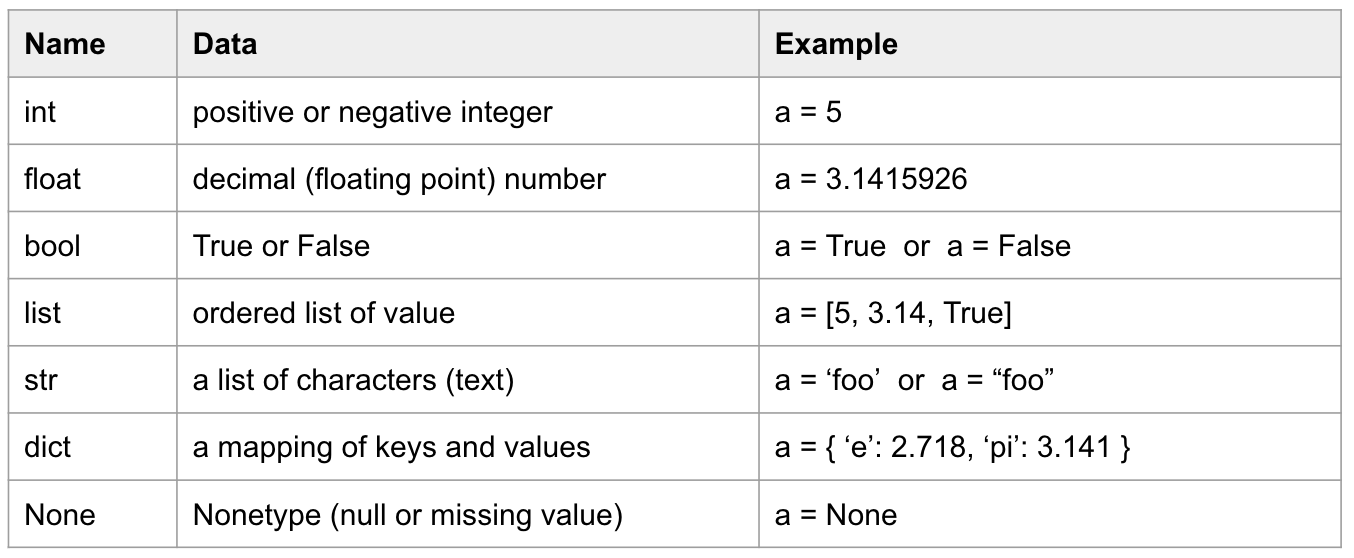 Name Data Example
int positive or negative integer a = 5
float decimal (floating point) number a = 3.1415926
bool True or False a = True  or  a = False
list ordered list of value a = [5, 3.14, True]
str a list of characters (text) a = ‘foo’  or  a = “foo”
dict a mapping of keys and values a = { ‘e’: 2.718, ‘pi’: 3.141 }
None Nonetype (null or missing value) a = None